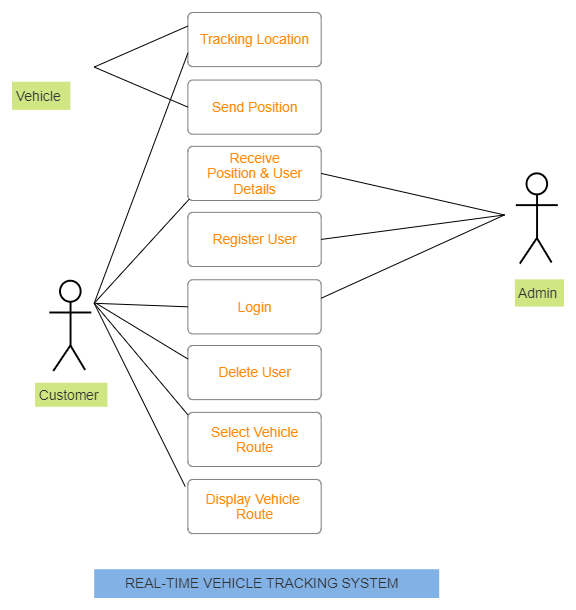 Tracking Location
Vehicle
Send Position
Receive
Position & User
Details
Register User
Admin
Login
Customer
Delete User
Select Vehicle
Route
Display Vehicle
Route
REAL-TIME VEHICLE TRACKING SYSTEM